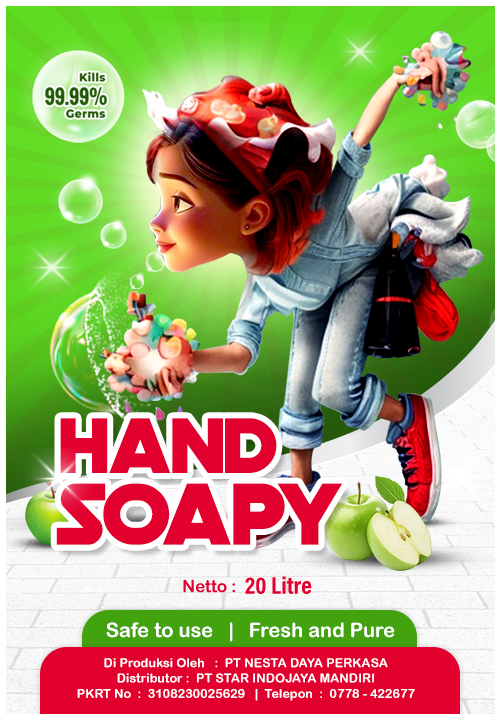 Kills
99.99%
Germs
HAND
SOAPY
Netto : 20 Litre
Safe to use | Fresh and Pure
Di Produksi Oleh : PT NESTA DAYA PERKASA
Distributor : PT STAR INDOJAYA MANDIRI
PKRT No : 3108230025629 | Telepon : 0778 - 422677